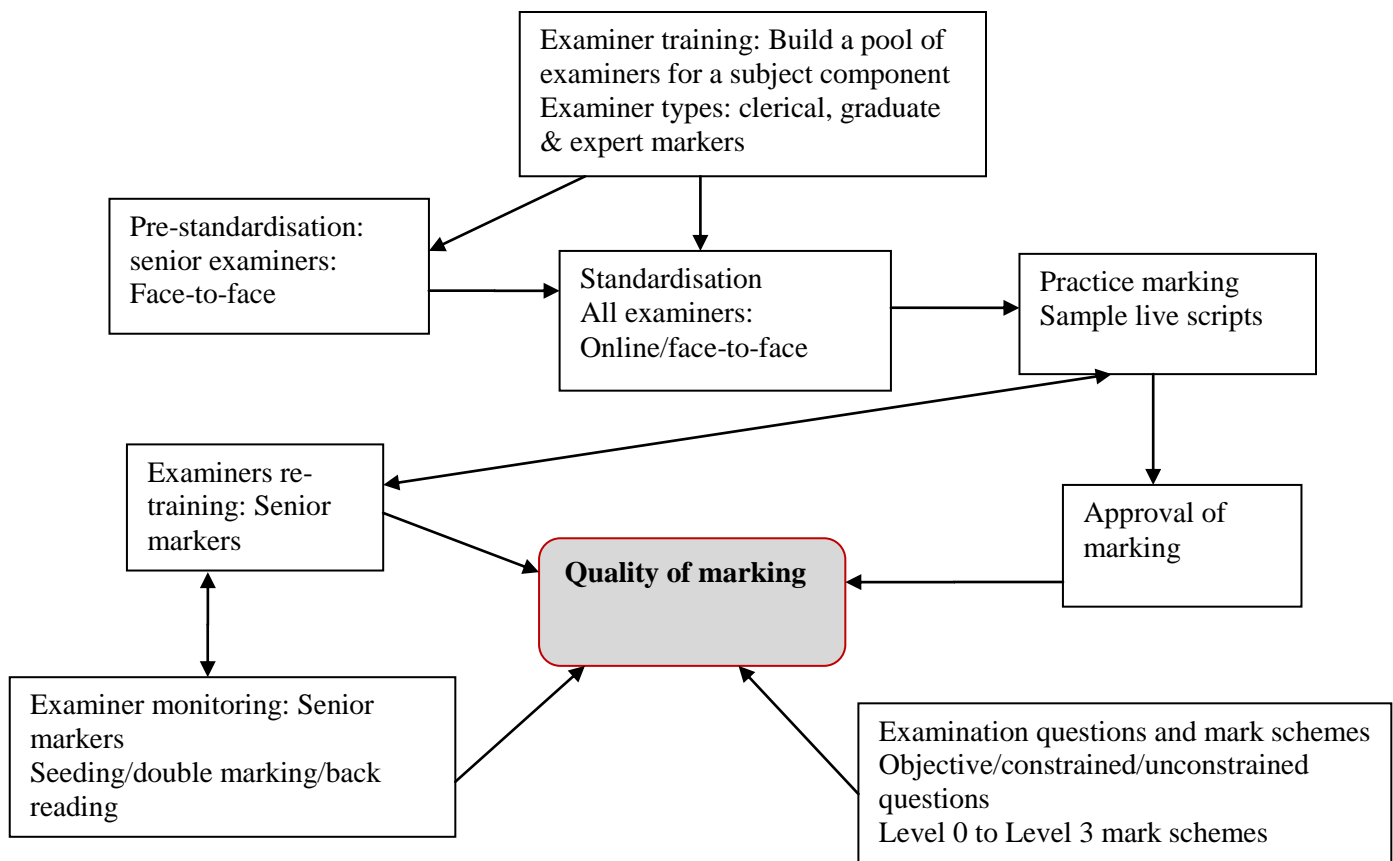 Examiner training: Build a pool of
examiners for a subject component
Examiner types: clerical, graduate
& expert markers
Pre-standardisation:
senior examiners:
Face-to-face
Standardisation
All examiners:
Online/face-to-face
Practice marking
Sample live scripts
Examiners re-
training: Senior
markers
Approval of
marking
Quality of marking
Examiner monitoring: Senior
markers
Seeding/double marking/back
reading
Examination questions and mark schemes
Objective/constrained/unconstrained
questions
Level 0 to Level 3 mark schemes